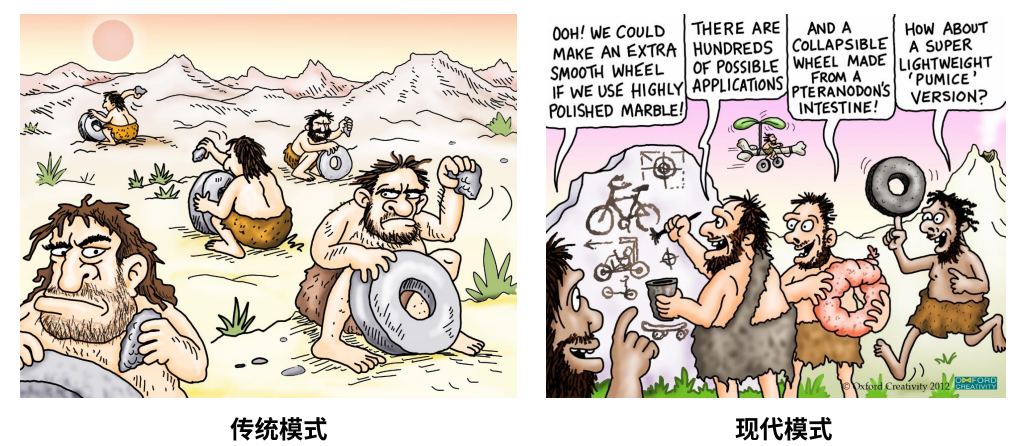 OOH! WE COULD
MAKE AN EXTRA
SMOOTH WHEEL
IF WE USE HIGHLY
POLISHED MARBLE!
THERE ARE
HUNDREDS
OF POSSIBLE
APPLICATIONS
AND A
COLLAPSIBLE
WHEEL MADE
FROM A
PTERANODON'S
INTESTINE!
HOW ABOUT
A SUPER
LIGHTWEIGHT
'PUMICE'
VERSION?
© Oxford Creativity 2012
OXFORD
CREATIVITY
传统模式
现代模式